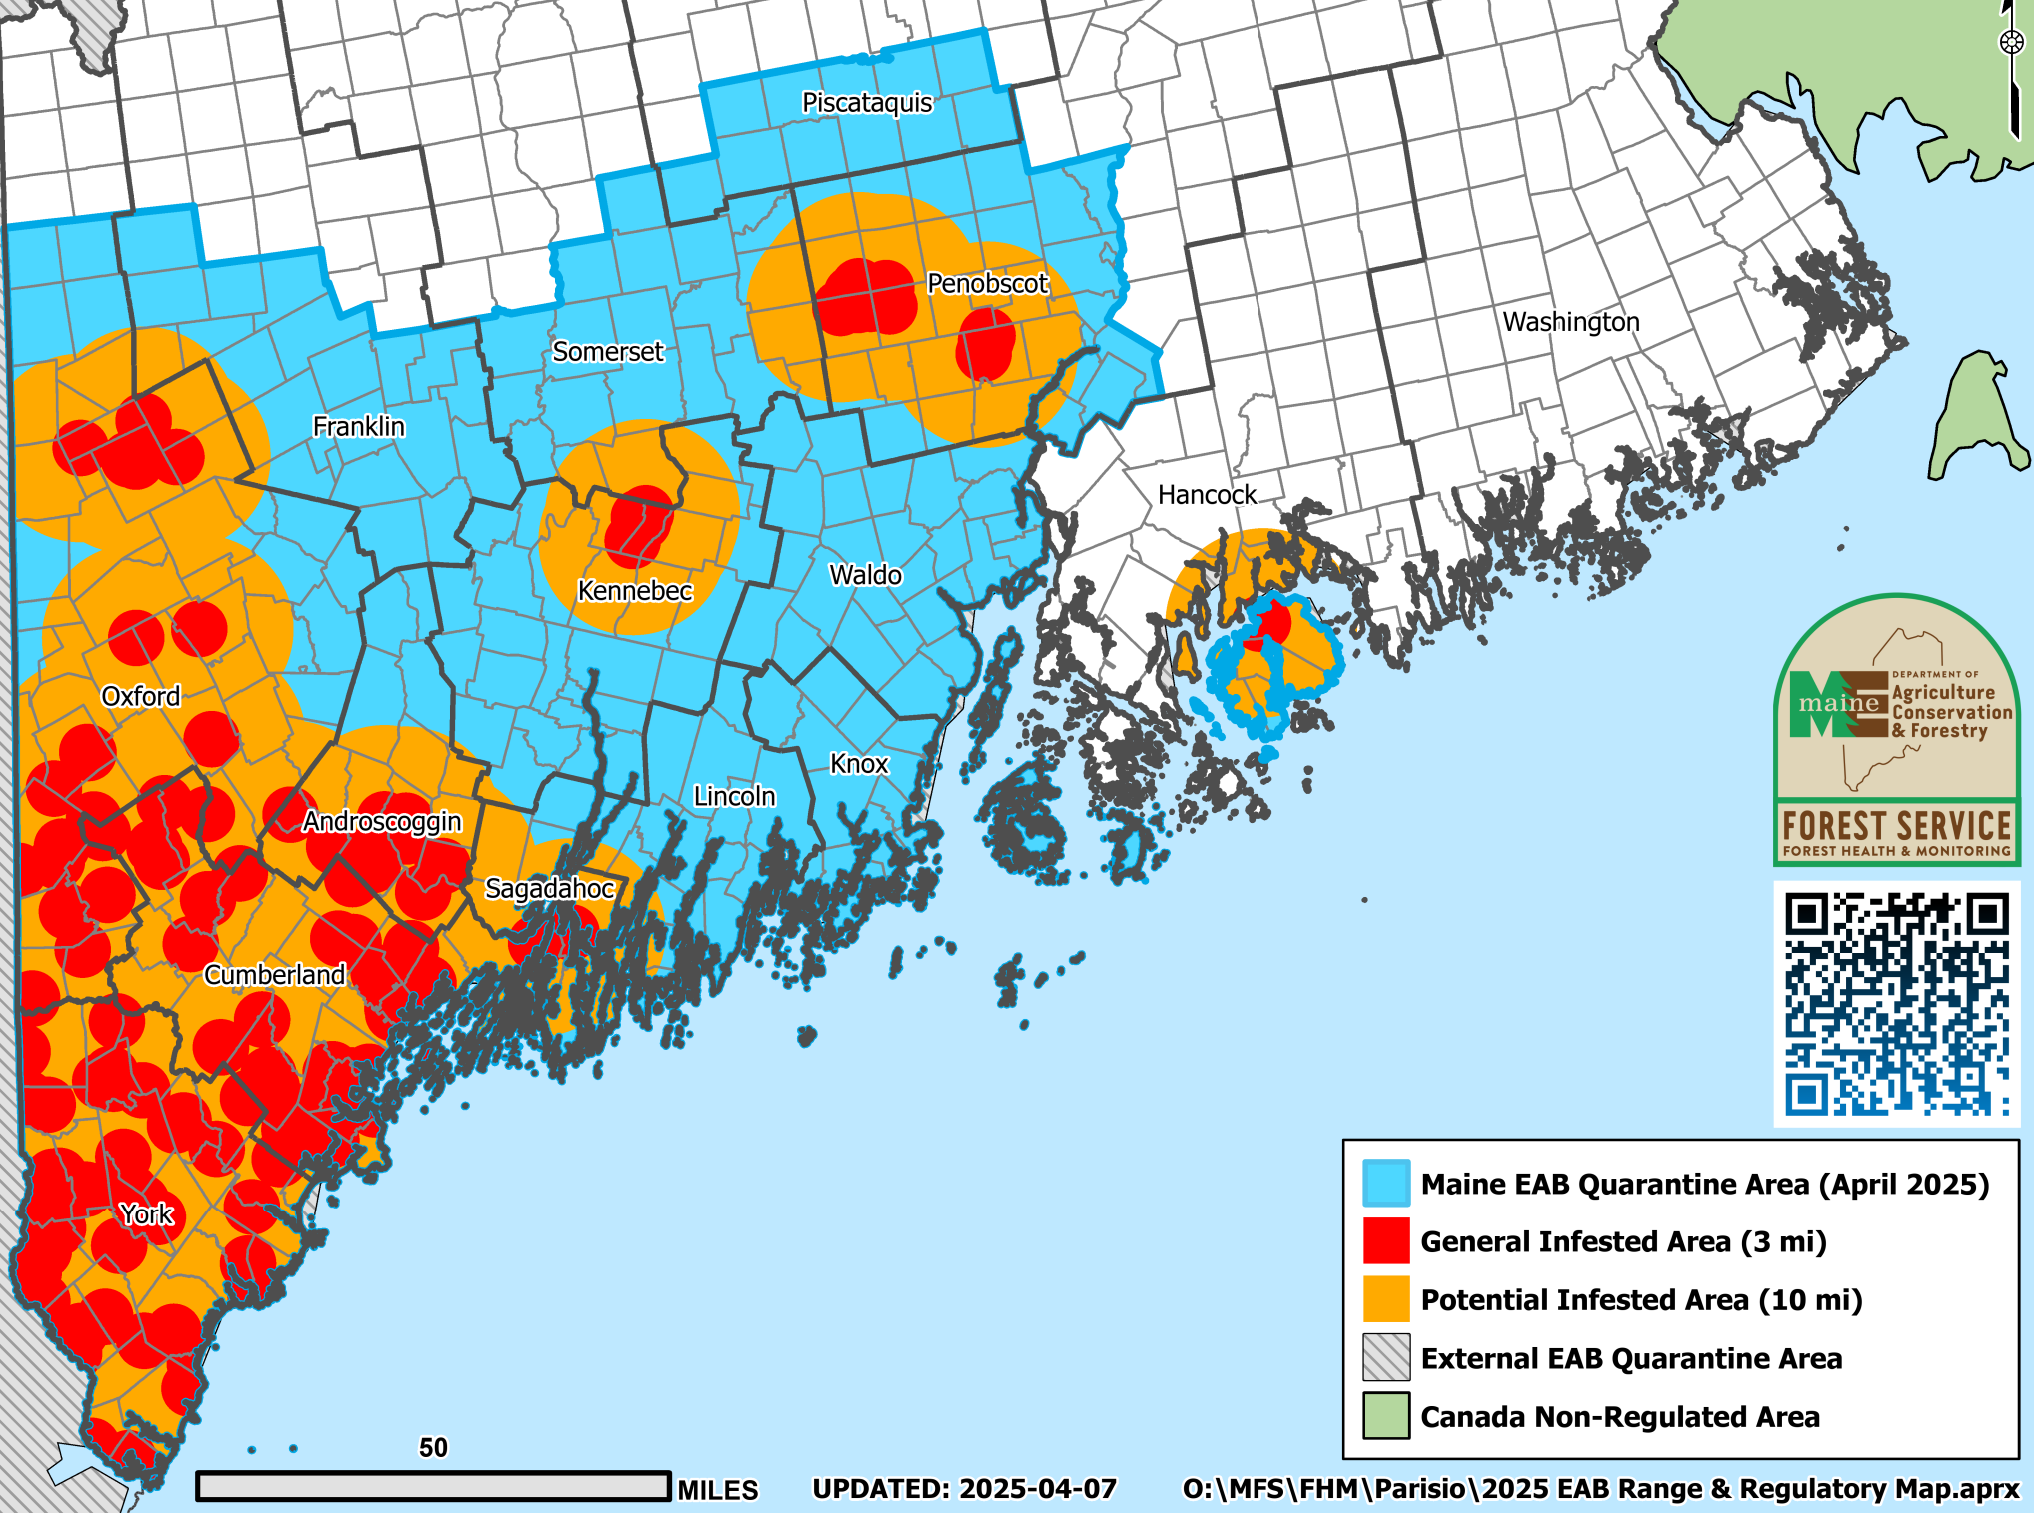 Piscataquis
Penobscot
Washington
Somerset
Franklin
Hancock
Waldo
Kennebec
Oxford
Knox
Lincoln
Androscoggin
Sagadahoc
Cumberland
York
DEPARTMENT OF
maine
Agriculture
Conservation
& Forestry
FOREST SERVICE
FOREST HEALTH & MONITORING
Maine EAB Quarantine Area (April 2025)
General Infested Area (3 mi)
Potential Infested Area (10 mi)
External EAB Quarantine Area
Canada Non-Regulated Area
50
MILES
UPDATED: 2025-04-07
O:\MFS\FHM\Parisio\2025 EAB Range & Regulatory Map.aprx